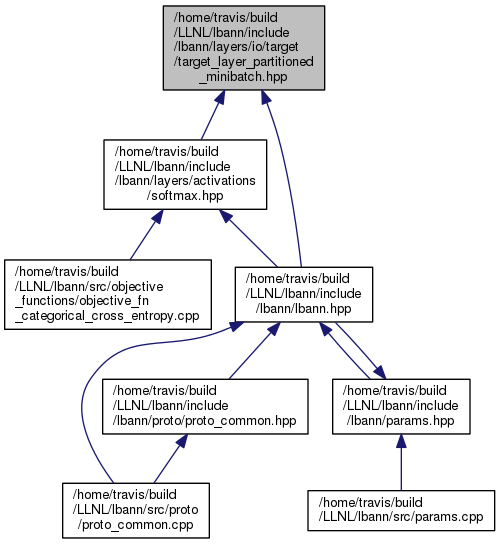 /home/travis/build
/LLNL/lbann/include
/lbann/layers/io/target
/target_layer_partitioned
_minibatch.hpp
/home/travis/build
/LLNL/lbann/include
/lbann/layers/activations
/softmax.hpp
/home/travis/build
/LLNL/lbann/src/objective
_functions/objective_fn
_categorical_cross_entropy.cpp
/home/travis/build
/LLNL/lbann/include
/lbann/lbann.hpp
/home/travis/build
/LLNL/lbann/include
/lbann/proto/proto_common.hpp
/home/travis/build
/LLNL/lbann/include
/lbann/params.hpp
/home/travis/build
/LLNL/lbann/src/proto
/proto_common.cpp
/home/travis/build
/LLNL/lbann/src/params.cpp